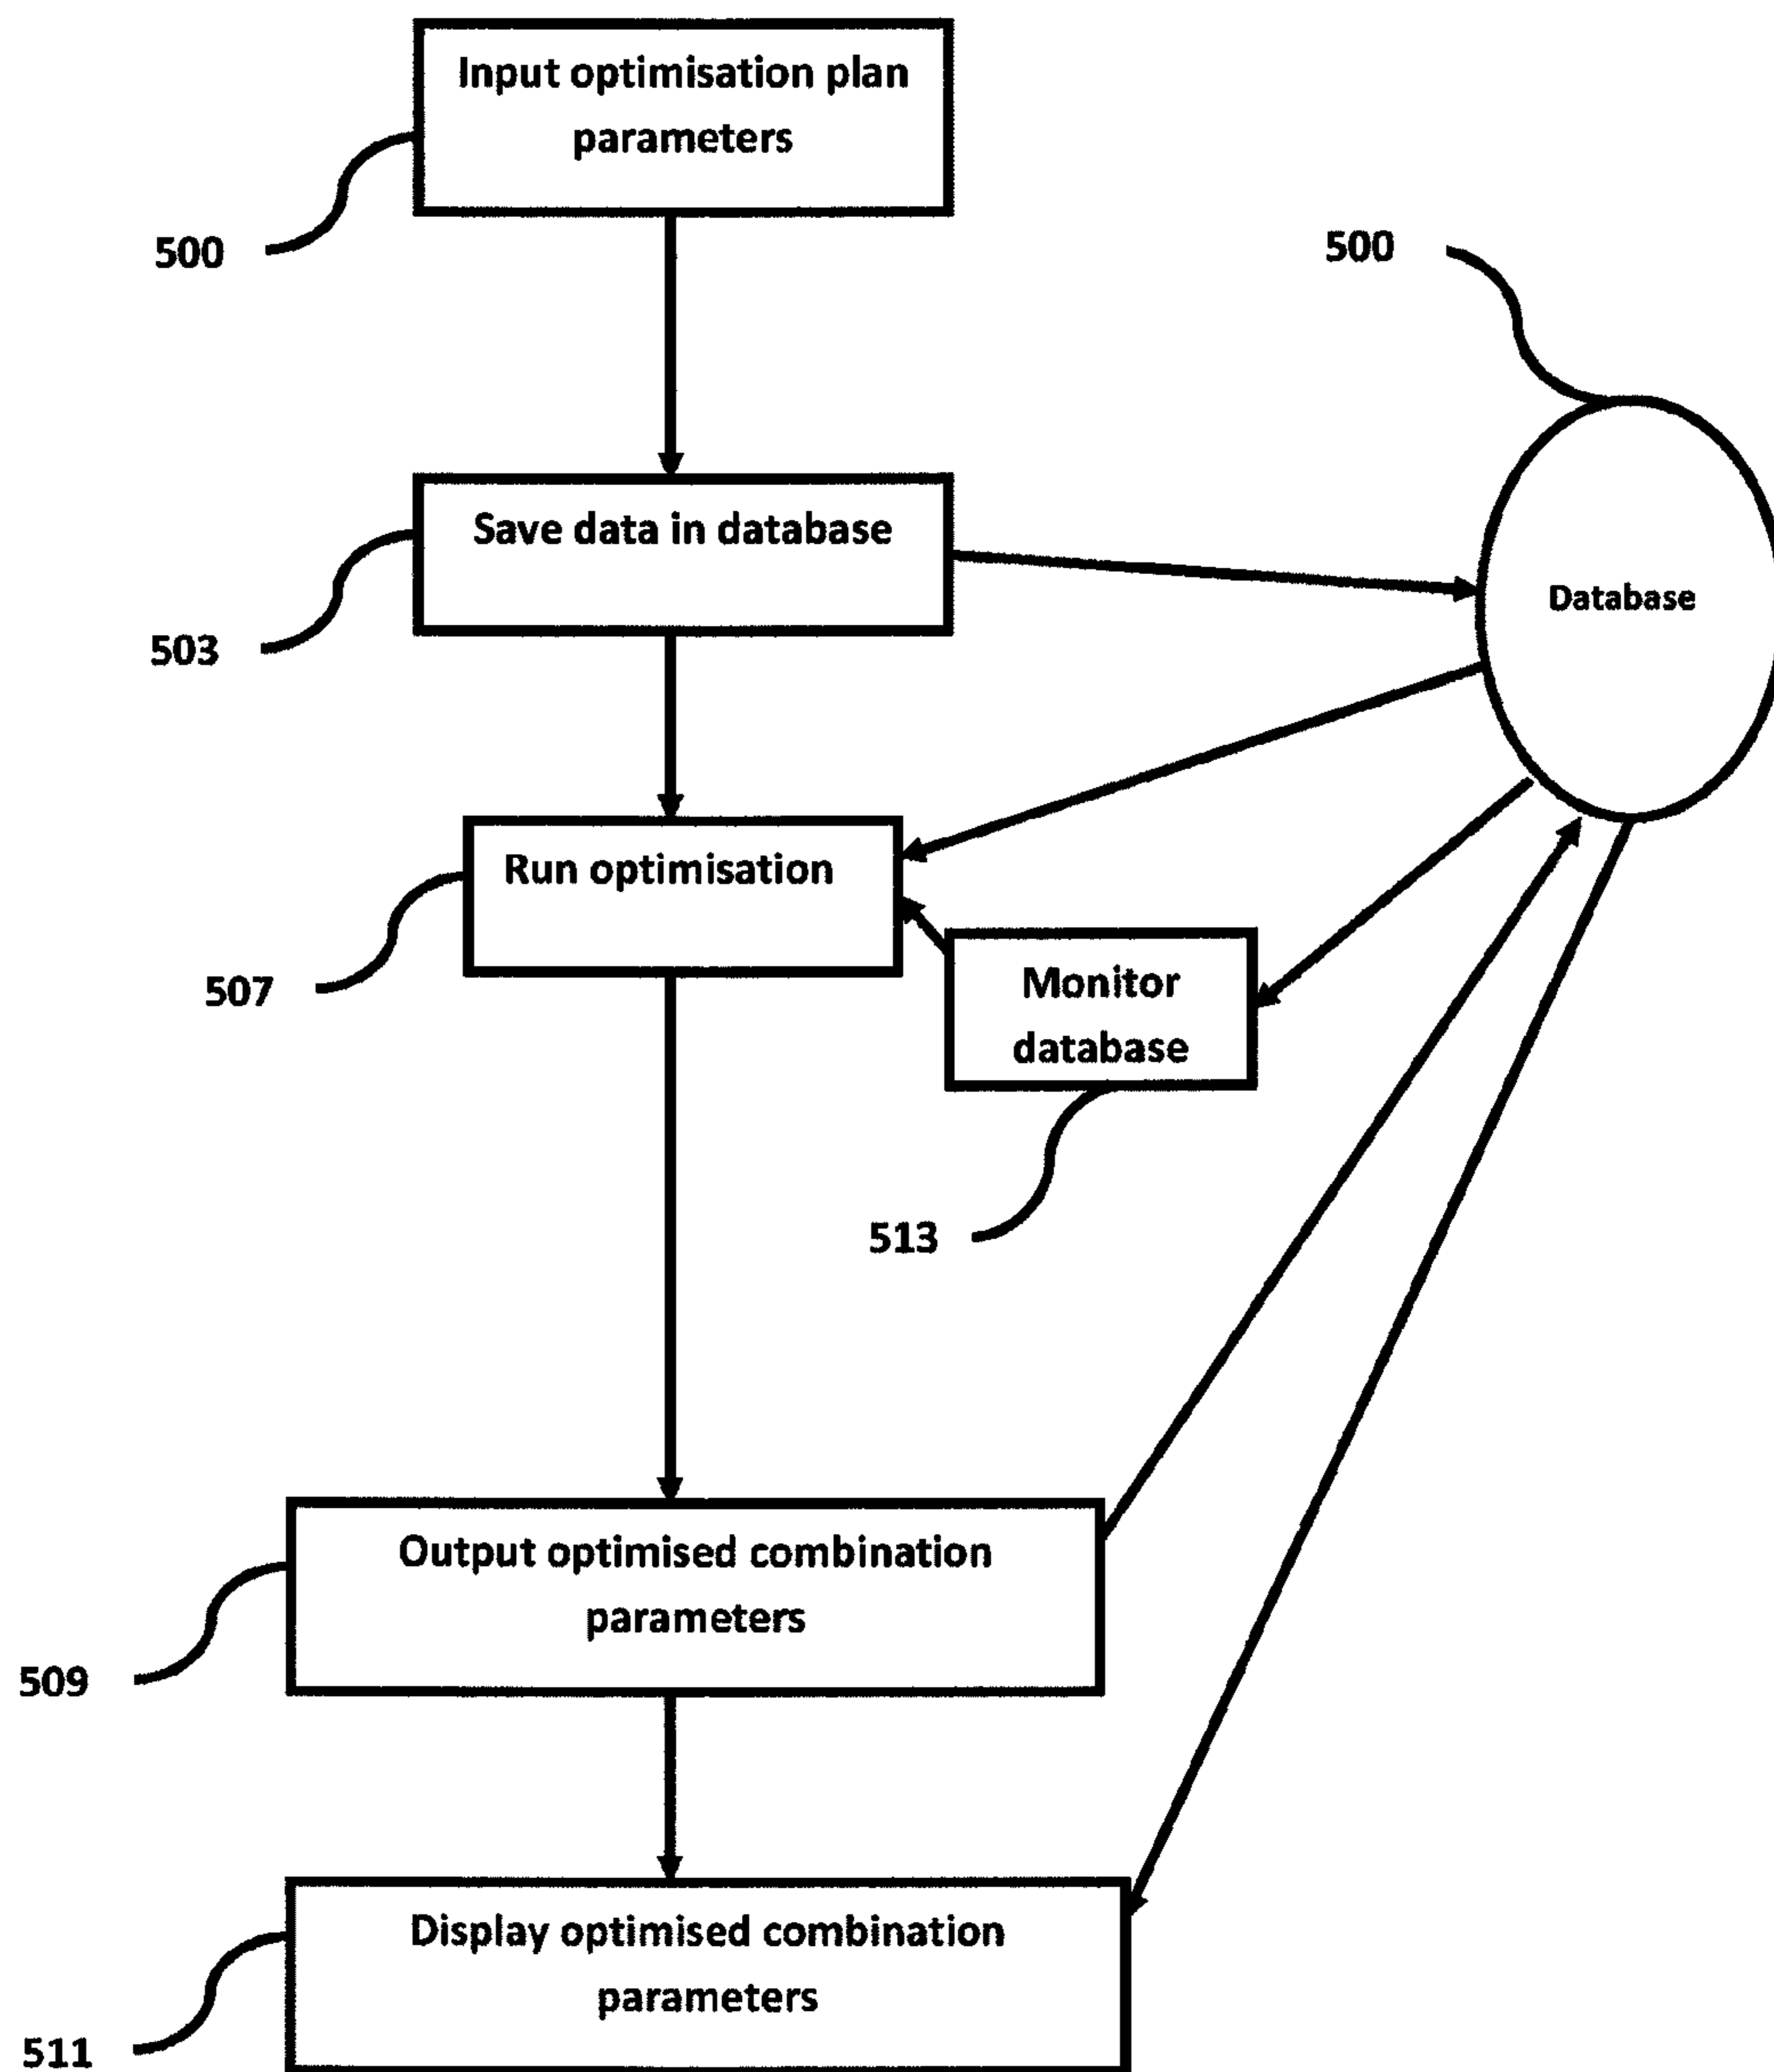 Input optimisation plan
parameters
500
500
Save data in database
Database
503
Run optimisation
507
Monitor
database
513
Output optimised combination
parameters
509
Display optimised combination
parameters
511